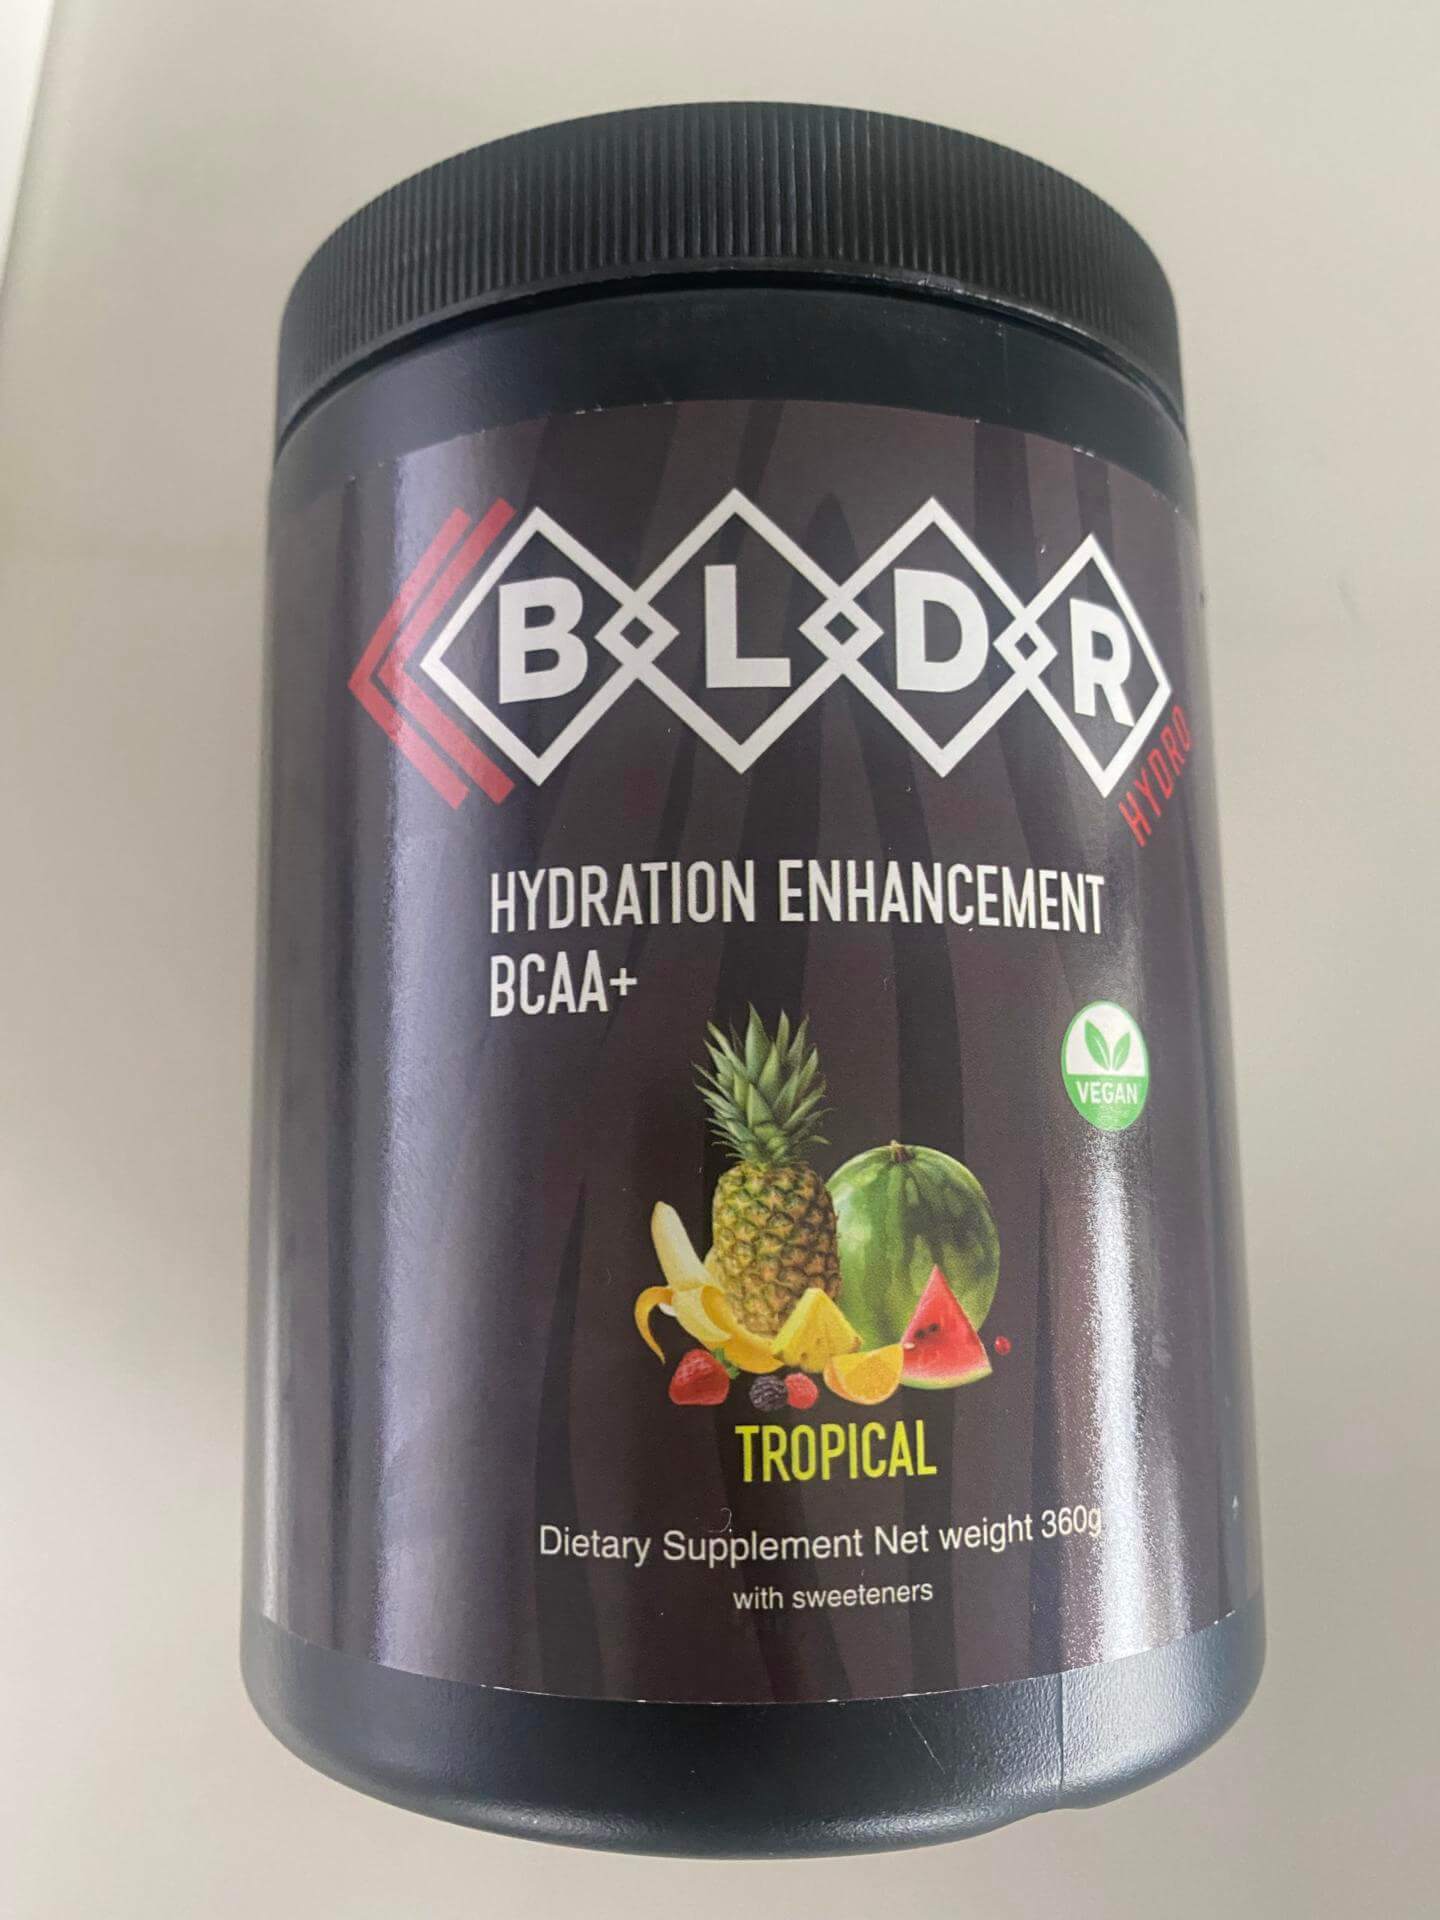 BLDR
HYDRO
HYDRATION ENHANCEMENT
BCAA+
VEGAN
TROPICAL
Dietary Supplement Net weight 360g
with sweeteners